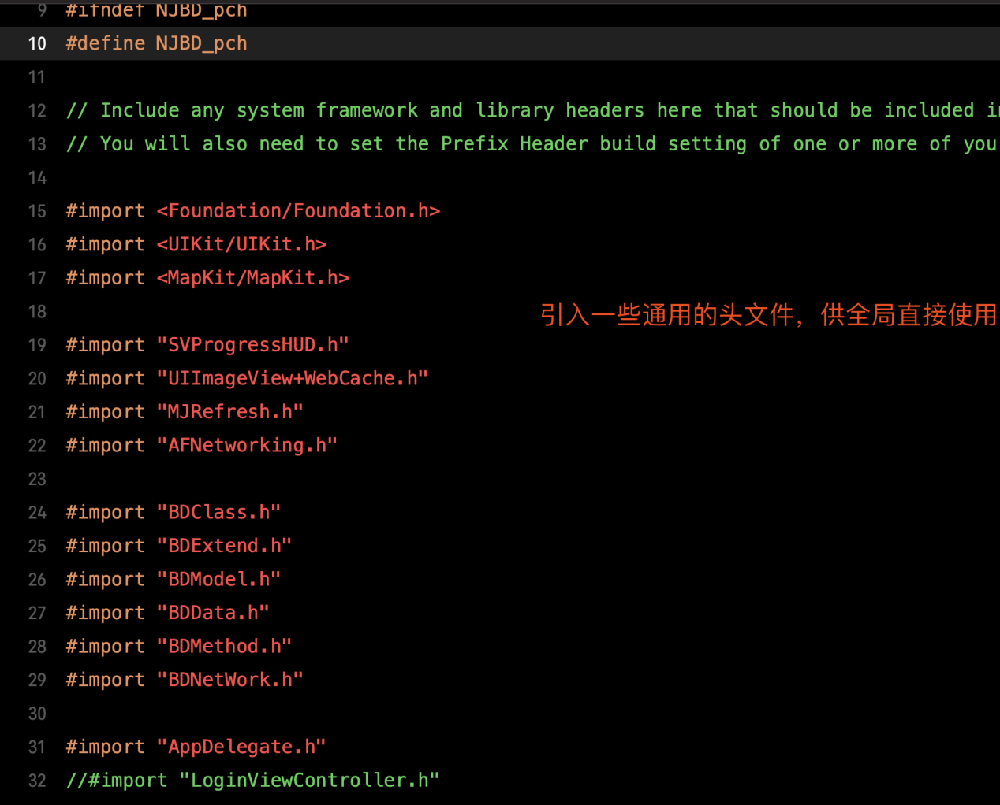 9 #ifndef NJBD_pch
10 #define NJBD_pch
11
12 // Include any system framework and library headers here that should be included
13 // You will also need to set the Prefix Header build setting of one or more of
14
15 #import <Foundation/Foundation.h>
16 #import <UIKit/UIKit.h>
17 #import <MapKit/MapKit.h>
18
引入一些通用的头文件，供全局直接使用
19 #import "SVProgressHUD.h"
20 #import "UIImageView+WebCache.h"
21 #import "MJRefresh.h"
22 #import "AFNetworking.h"
23
24 #import "BDClass.h"
25 #import "BDExtend.h"
26 #import "BDModel.h"
27 #import "BDData.h"
28 #import "BDMethod.h"
29 #import "BDNetWork.h"
30
31 #import "AppDelegate.h"
32 //#import "LoginViewController.h"